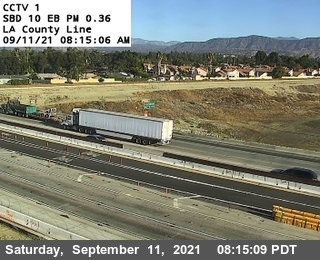 CCTV 1
SBD 10 EB PM 0.36
LA County Line
09/11/21 08:15:06 AM
Saturday, September 11, 2021 08:15:09 PDT